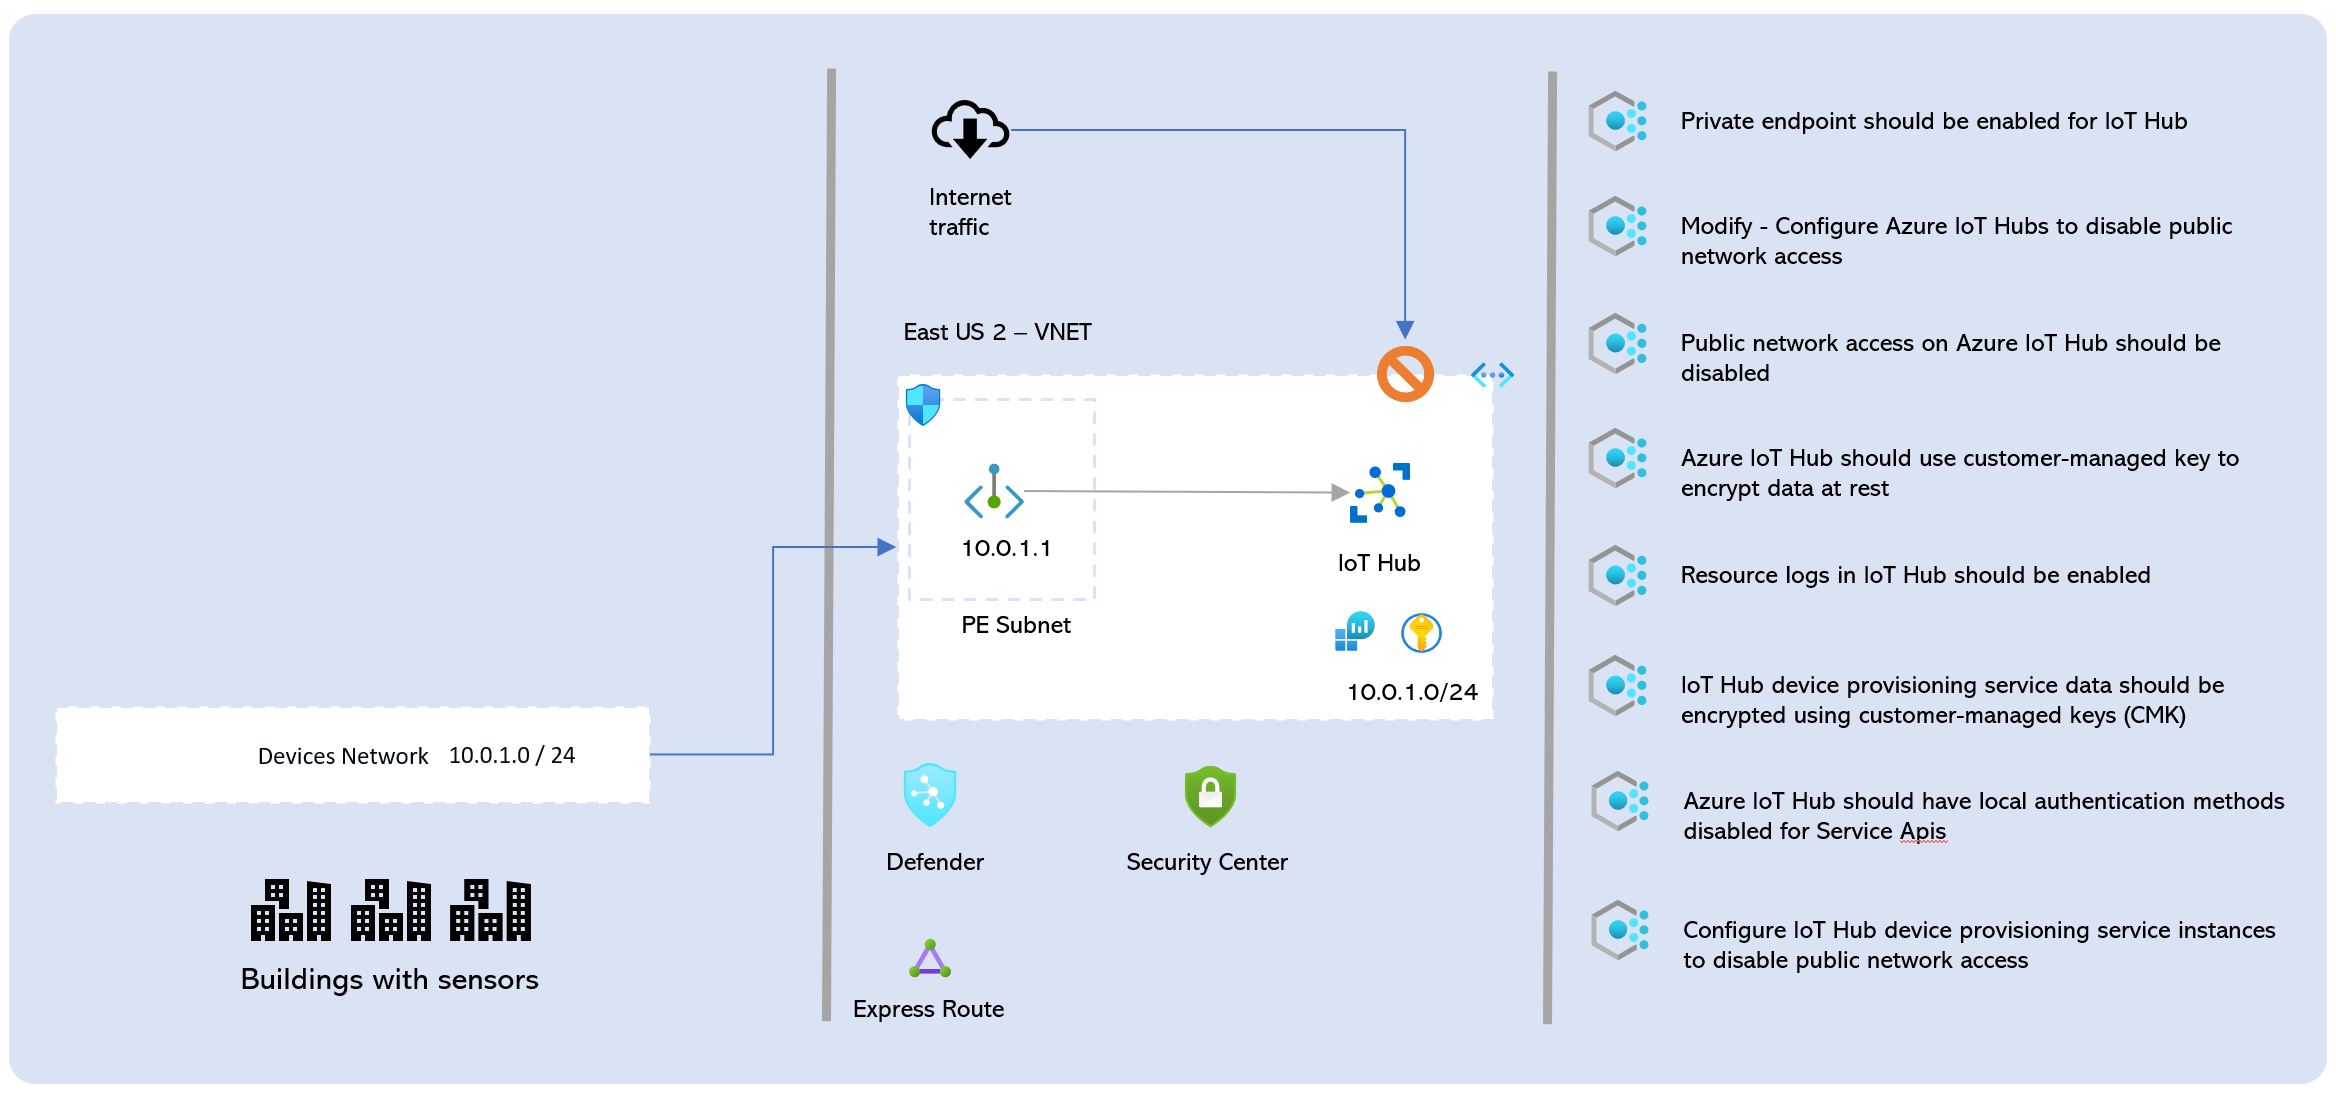 Internet
traffic
East US 2 – VNET
10.0.1.1
PE Subnet
IoT Hub
10.0.1.0/24
Devices Network 10.0.1.0 / 24
Buildings with sensors
Defender
Security Center
Express Route
Private endpoint should be enabled for IoT Hub
Modify - Configure Azure IoT Hubs to disable public
network access
Public network access on Azure IoT Hub should be
disabled
Azure IoT Hub should use customer-managed key to
encrypt data at rest
Resource logs in IoT Hub should be enabled
IoT Hub device provisioning service data should be
encrypted using customer-managed keys (CMK)
Azure IoT Hub should have local authentication methods
disabled for Service Apis
Configure IoT Hub device provisioning service instances
to disable public network access